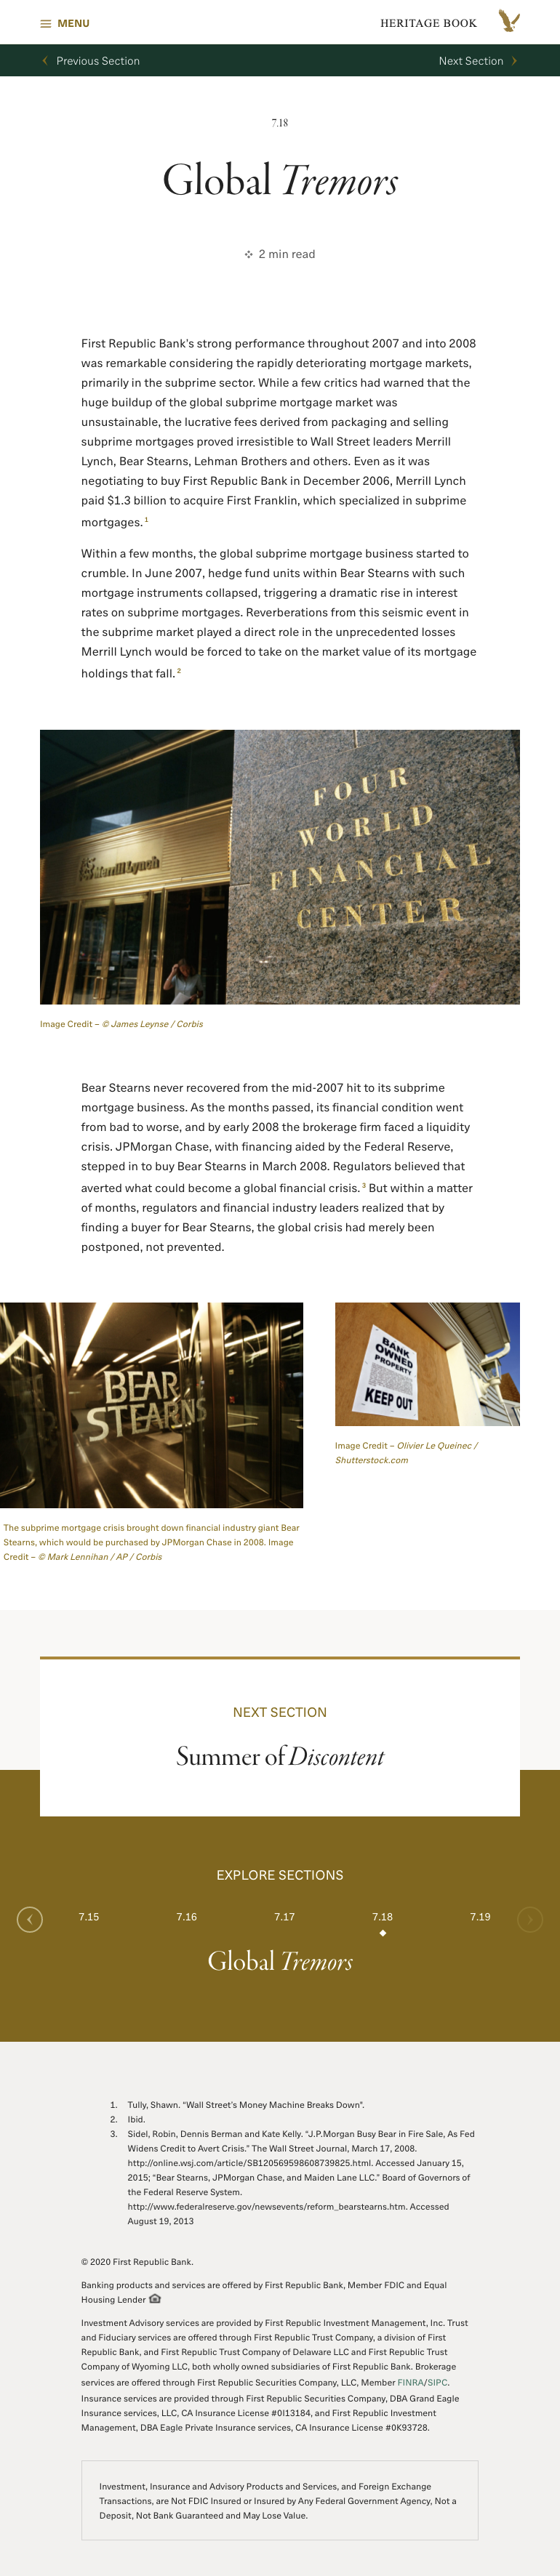 MENU
HERITAGE BOOK
Previous Section
Next Section
7.18
Global Tremors
2 min read
First Republic Bank's strong performance throughout 2007 and into 2008
was remarkable considering the rapidly deteriorating mortgage markets,
primarily in the subprime sector. While a few critics had warned that the
huge buildup of the global subprime mortgage market was
unsustainable, the lucrative fees derived from packaging and selling
subprime mortgages proved irresistible to Wall Street leaders Merrill
Lynch, Bear Stearns, Lehman Brothers and others. Even as it was
negotiating to buy First Republic Bank in December 2006, Merrill Lynch
paid $1.3 billion to acquire First Franklin, which specialized in subprime
mortgages. 1
Within a few months, the global subprime mortgage business started to
crumble. In June 2007, hedge fund units within Bear Stearns with such
mortgage instruments collapsed, triggering a dramatic rise in interest
rates on subprime mortgages. Reverberations from this seismic event in
the subprime market played a direct role in the unprecedented losses
Merrill Lynch would be forced to take on the market value of its mortgage
holdings that fall. 2
Merrill Lynch
FOUR
WORLD
FINANCIAL
CENTER
Image Credit – © James Leynse / Corbis
Bear Stearns never recovered from the mid-2007 hit to its subprime
mortgage business. As the months passed, its financial condition went
from bad to worse, and by early 2008 the brokerage firm faced a liquidity
crisis. JPMorgan Chase, with financing aided by the Federal Reserve,
stepped in to buy Bear Stearns in March 2008. Regulators believed that
averted what could become a global financial crisis. 3 But within a matter
of months, regulators and financial industry leaders realized that by
finding a buyer for Bear Stearns, the global crisis had merely been
postponed, not prevented.
BEAR
STEARNS
BANK
OWNED
PROPERTY
KEEP OUT
Image Credit – Olivier Le Queinec /
Shutterstock.com
The subprime mortgage crisis brought down financial industry giant Bear
Stearns, which would be purchased by JPMorgan Chase in 2008. Image
Credit – © Mark Lennihan / AP / Corbis
NEXT SECTION
Summer of Discontent
EXPLORE SECTIONS
7.15 7.16 7.17 7.18 7.19
Global Tremors
1. Tully, Shawn. "Wall Street's Money Machine Breaks Down".
2. Ibid.
3. Sidel, Robin, Dennis Berman and Kate Kelly. "J.P.Morgan Busy Bear in Fire Sale, As Fed
Widens Credit to Avert Crisis." The Wall Street Journal, March 17, 2008.
http://online.wsj.com/article/SB120569598608739825.html. Accessed January 15,
2015; "Bear Stearns, JPMorgan Chase, and Maiden Lane LLC." Board of Governors of
the Federal Reserve System.
http://www.federalreserve.gov/newsevents/reform_bearstearns.htm. Accessed
August 19, 2013
© 2020 First Republic Bank.
Banking products and services are offered by First Republic Bank, Member FDIC and Equal
Housing Lender
Investment Advisory services are provided by First Republic Investment Management, Inc. Trust
and Fiduciary services are offered through First Republic Trust Company, a division of First
Republic Bank, and First Republic Trust Company of Delaware LLC and First Republic Trust
Company of Wyoming LLC, both wholly owned subsidiaries of First Republic Bank. Brokerage
services are offered through First Republic Securities Company, LLC, Member FINRA/SIPC.
Insurance services are provided through First Republic Securities Company, DBA Grand Eagle
Insurance services, LLC, CA Insurance License #0I13184, and First Republic Investment
Management, DBA Eagle Private Insurance services, CA Insurance License #0K93728.
Investment, Insurance and Advisory Products and Services, and Foreign Exchange
Transactions, are Not FDIC Insured or Insured by Any Federal Government Agency, Not a
Deposit, Not Bank Guaranteed and May Lose Value.